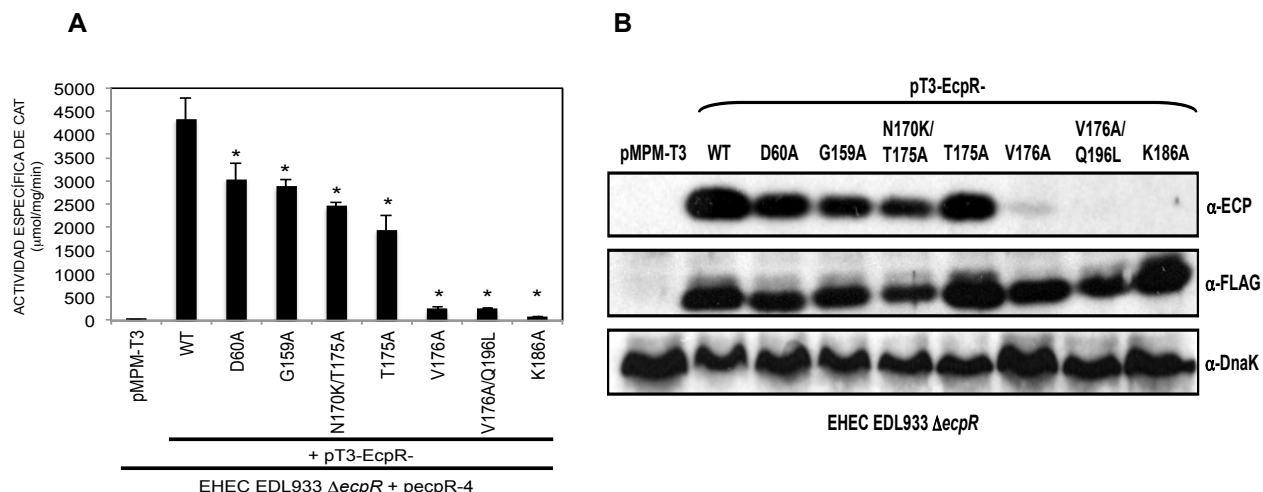 A
ACTIVIDAD ESPECÍFICA DE CAT
(μmol/mg/min)
5000
4500
4000
3500
3000
2500
2000
1500
1000
500
0
* * * * * * *
pMPM-T3
WT
D60A
G159A
N170K/T175A
T175A
V176A
V176A/Q196L
K186A
+ pT3-EcpR-
EHEC EDL933 ΔecpR + pecpR-4
B
pT3-EcpR-
pMPM-T3 WT D60A G159A N170K/ T175A T175A V176A V176A/ Q196L K186A
α-ECP
α-FLAG
α-DnaK
EHEC EDL933 ΔecpR